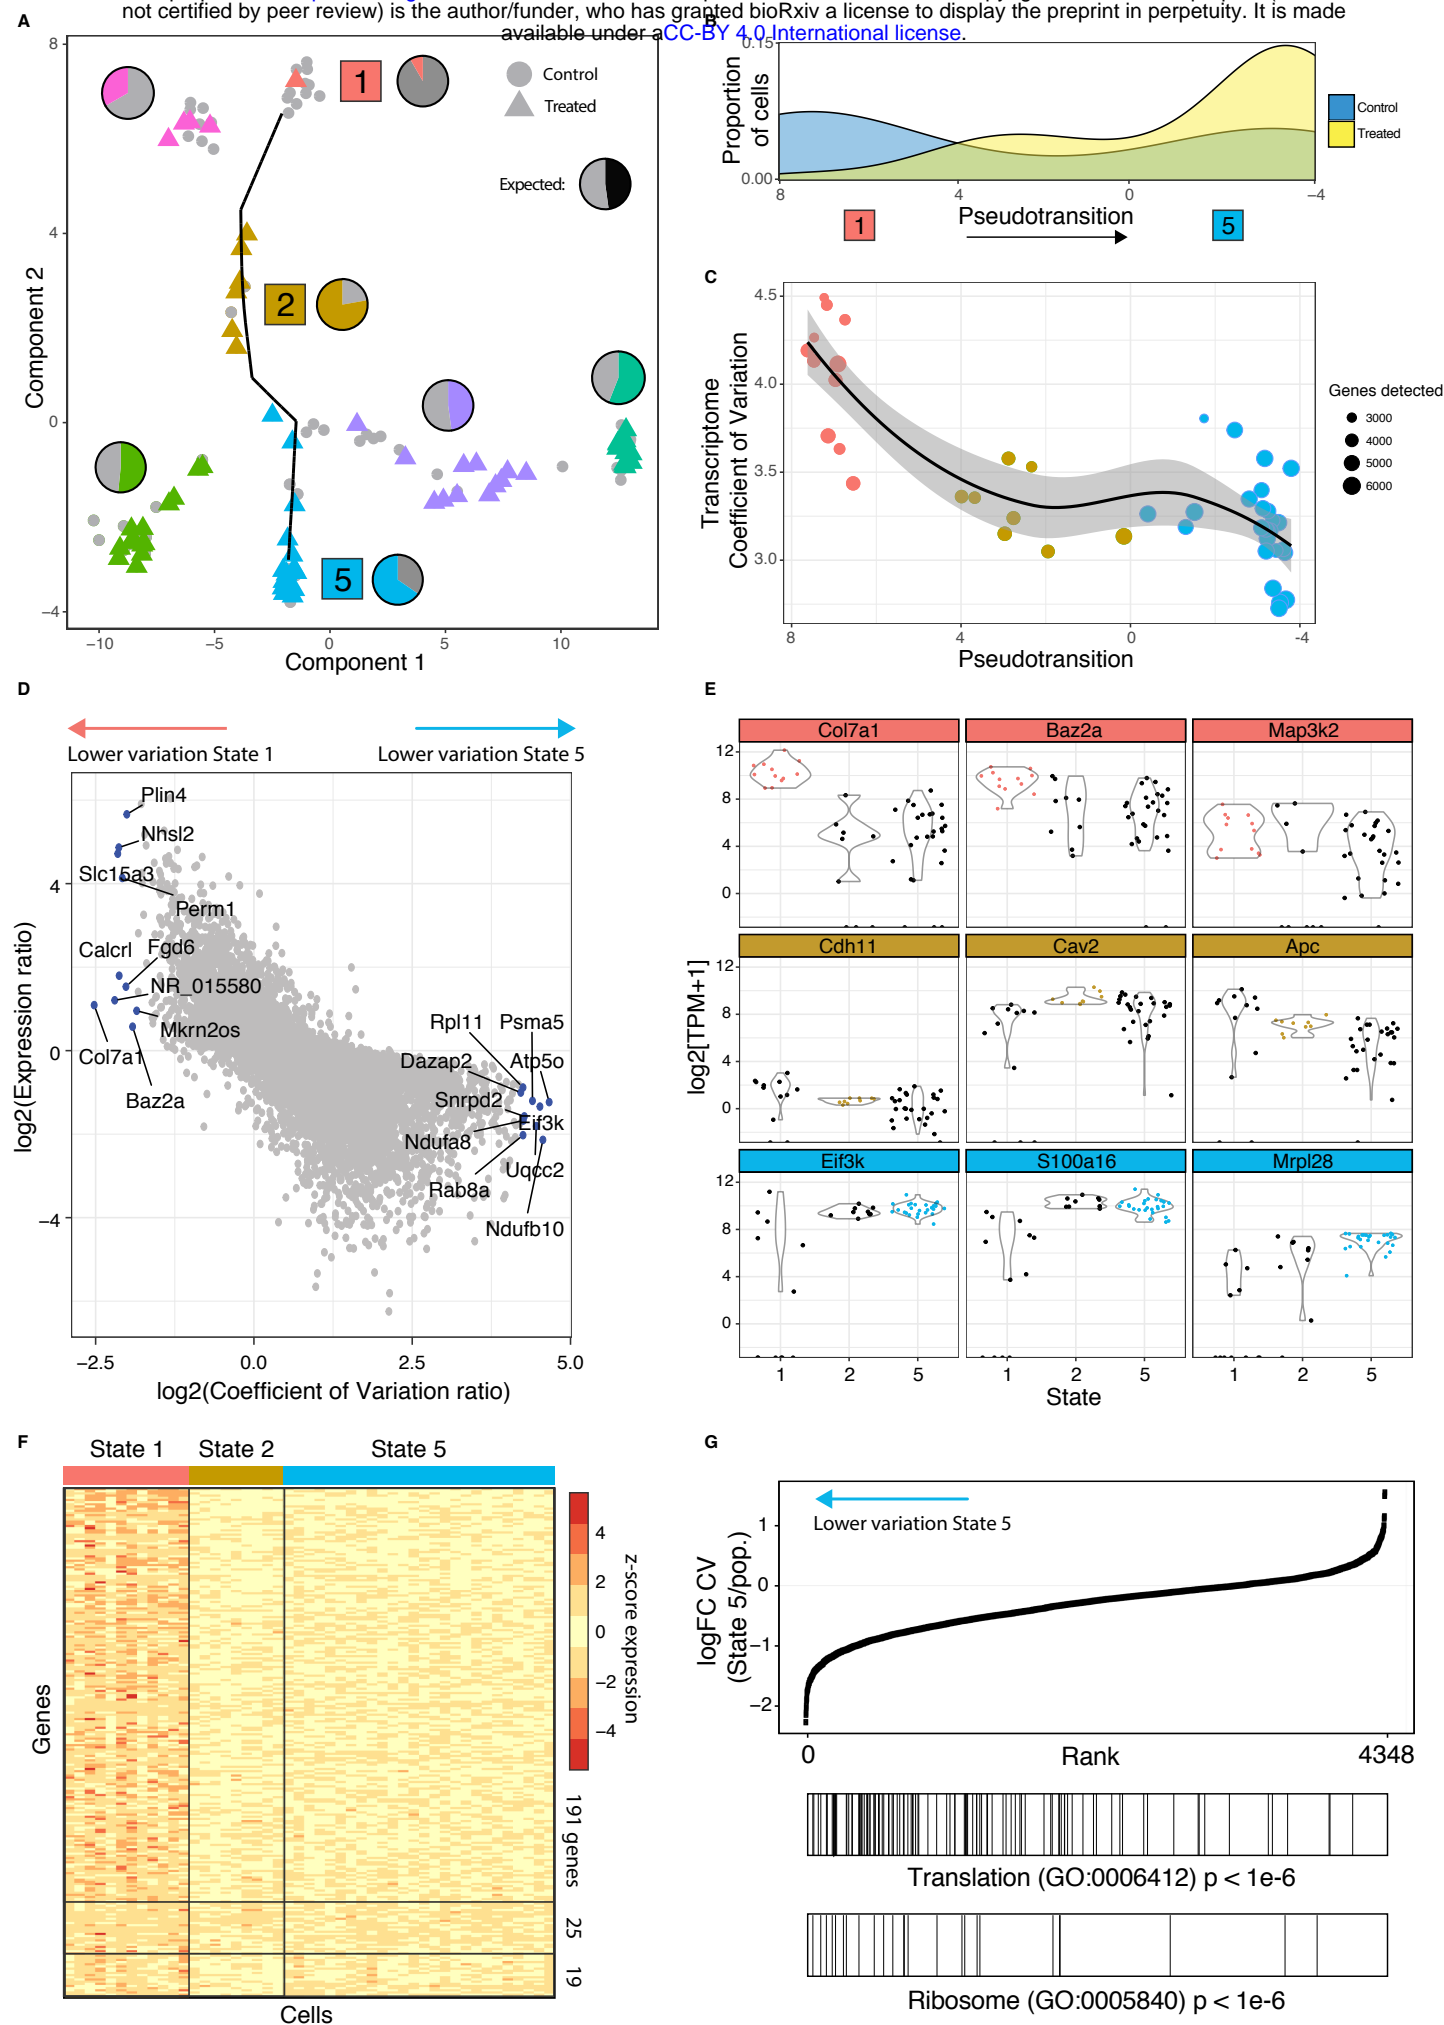 not certified by peer review) is the author/funder, who has granted bioRxiv a license to display the preprint in perpetuity. It is made
available under aCC-BY 4.0 International license.
A
8
4
0
−4
Component 2
−10
−5
0
5
10
Component 1
1
2
5
Control
Treated
Expected:
B
0.15
0.00
Proportion
of cells
8
4
0
−4
Pseudotransition
1
5
Control
Treated
C
4.5
4.0
3.5
3.0
Transcriptome
Coefficient of Variation
8
4
0
-4
Pseudotransition
Genes detected
3000
4000
5000
6000
D
Lower variation State 1
Lower variation State 5
Plin4
Nhsl2
Slc15a3
Perm1
Calcrl
Fgd6
NR_015580
Mkrn2os
Col7a1
Baz2a
Rpl11
Psma5
Dazap2
Atp5o
Snrpd2
Eif3k
Ndufa8
Uqcc2
Rab8a
Ndufb10
4
0
−4
log2(Expression ratio)
−2.5
0.0
2.5
5.0
log2(Coefficient of Variation ratio)
E
Col7a1
Baz2a
Map3k2
12
8
4
0
Cdh11
Cav2
Apc
12
8
4
0
log2[TPM+1]
Eif3k
S100a16
Mrpl28
12
8
4
0
1
2
5
1
2
5
1
2
5
State
F
State 1
State 2
State 5
Genes
4
2
0
−2
−4
z-score expression
191 genes
25
19
Cells
G
Lower variation State 5
1
0
−1
−2
logFC CV
(State 5/pop.)
0
Rank
4348
Translation (GO:0006412) p < 1e-6
Ribosome (GO:0005840) p < 1e-6